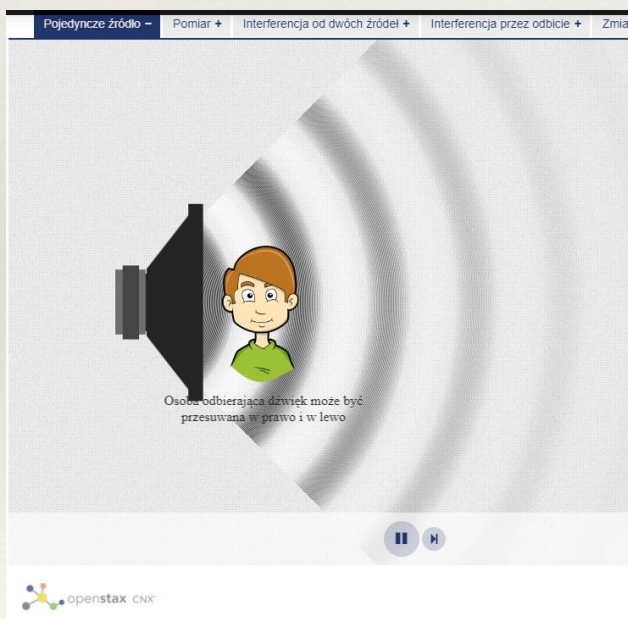 Pojedyncze źródło –
Pomiar +
Interferencja od dwóch źródeł +
Interferencja przez odbicie +
Zmia
Osoba odbierająca dźwięk może być
przesuwana w prawo i w lewo
openstax CNX